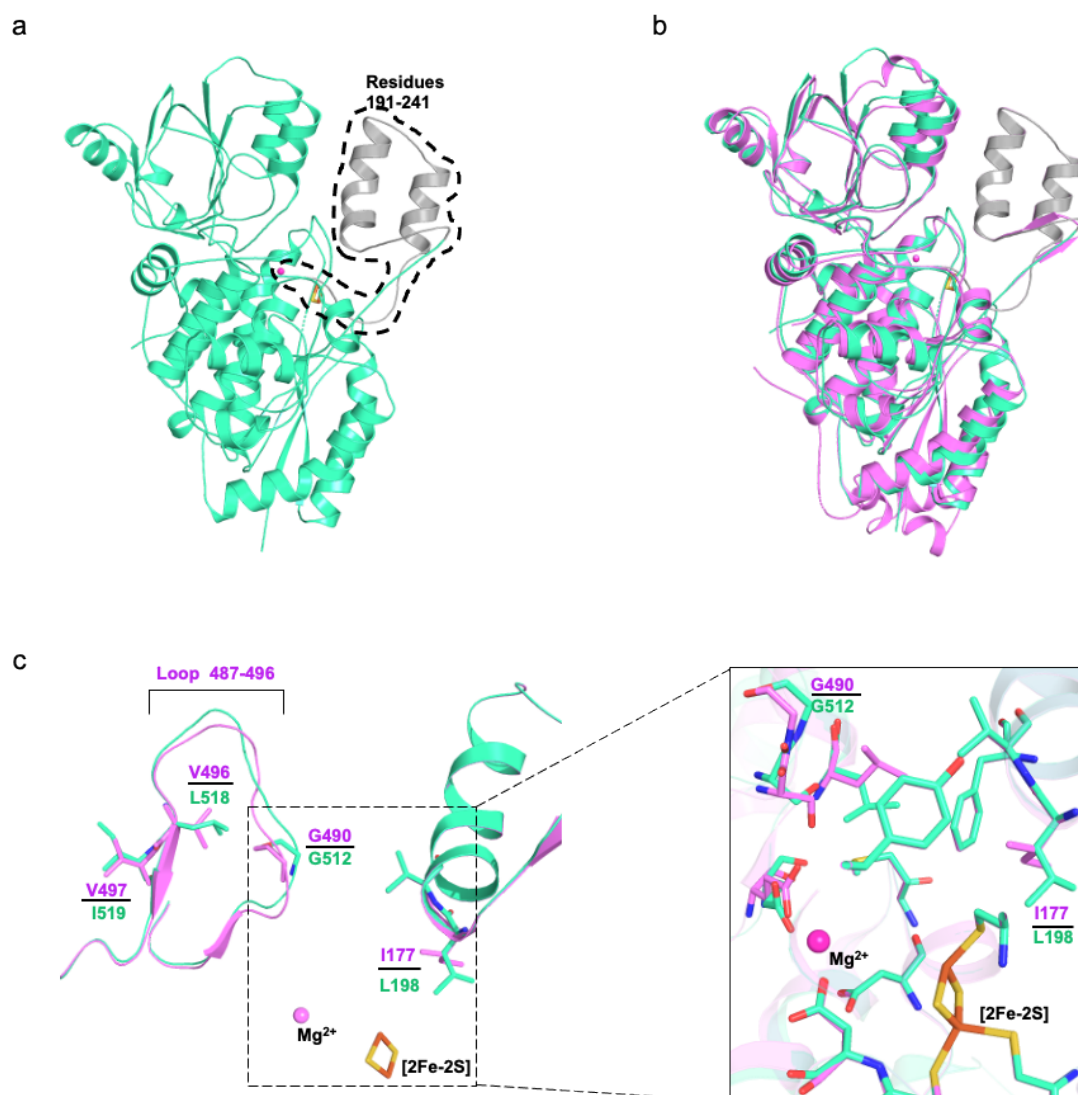 a
b
Residues
191-241
c
Loop 487-496
V496
L518
G490
G512
V497
I519
I177
L198
Mg²⁺
[2Fe-2S]
G490
G512
I177
L198
Mg²⁺
[2Fe-2S]